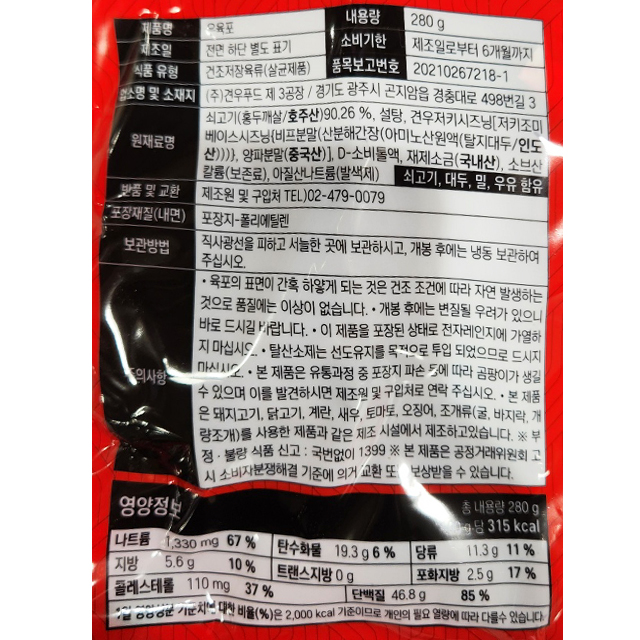 제품명 우육포 내용량 280 g
제조일 전면 하단 별도 표기 소비기한 제조일로부터 6개월까지
식품 유형 건조저장육류(살균제품) 품목보고번호 20210267218-1
업소명 및 소재지 (주)견우푸드 제 3공장 / 경기도 광주시 곤지암읍 경충대로 498번길 3
원재료명 쇠고기(홍두깨살/호주산)90.26 %, 설탕, 견우저키시즈닝[저키조미
베이스시즈닝{비프분말(산분해간장(아미노산원액(탈지대두/인도
산)))}, 양파분말(중국산)], D-소비톨액, 재제소금(국내산), 소브산
칼륨(보존료), 아질산나트륨(발색제) 쇠고기, 대두, 밀, 우유 함유
반품 및 교환 제조원 및 구입처 TEL)02-479-0079
포장재질(내면) 포장지-폴리에틸렌
보관방법 직사광선을 피하고 서늘한 곳에 보관하시고, 개봉 후에는 냉동 보관하여
주십시오.
주의사항 • 육포의 표면이 간혹 하얗게 되는 것은 건조 조건에 따라 자연 발생하는
것으로 품질에는 이상이 없습니다. • 개봉 후에는 변질될 우려가 있으니
바로 드시길 바랍니다. • 이 제품을 포장된 상태로 전자레인지에 가열하
지 마십시오. • 탈산소제는 선도유지를 목적으로 투입 되었으므로 드시지
마십시오. • 본 제품은 유통과정 중 포장지 파손 등에 따라 곰팡이가 생길
수 있으며 이를 발견하시면 제조원 및 구입처로 연락 주십시오. • 본 제품
은 돼지고기, 닭고기, 계란, 새우, 토마토, 오징어, 조개류(굴, 바지락, 개
량조개)를 사용한 제품과 같은 제조 시설에서 제조하고있습니다. ※ 부
정 · 불량 식품 신고 : 국번없이 1399 ※ 본 제품은 공정거래위원회 고
시 소비자분쟁해결 기준에 의거 교환 또는 보상받을 수 있습니다.
영양정보 총 내용량 280 g
g 당 315 kcal
나트륨 1,330 mg 67 % 탄수화물 19.3 g 6 % 당류 11.3 g 11 %
지방 5.6 g 10 % 트랜스지방 0 g 포화지방 2.5 g 17 %
콜레스테롤 110 mg 37 % 단백질 46.8 g 85 %
1일 영양성분 기준치에 대한 비율(%)은 2,000 kcal 기준이므로 개인의 필요 열량에 따라 다를수 있습니다.